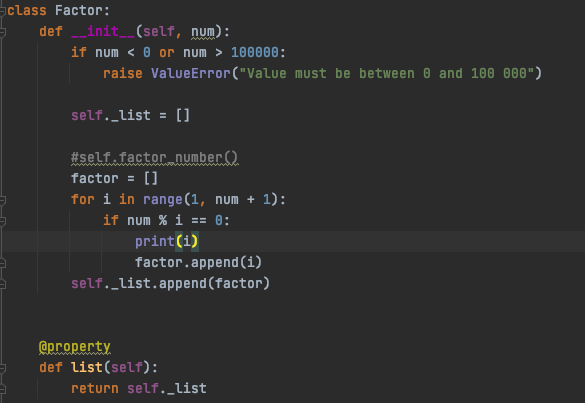 class Factor:
    def __init__(self, num):
        if num < 0 or num > 100000:
            raise ValueError("Value must be between 0 and 100 000")
        self._list = []
        #self.factor_number()
        factor = []
        for i in range(1, num + 1):
            if num % i == 0:
                print(i)
                factor.append(i)
        self._list.append(factor)
    @property
    def list(self):
        return self._list